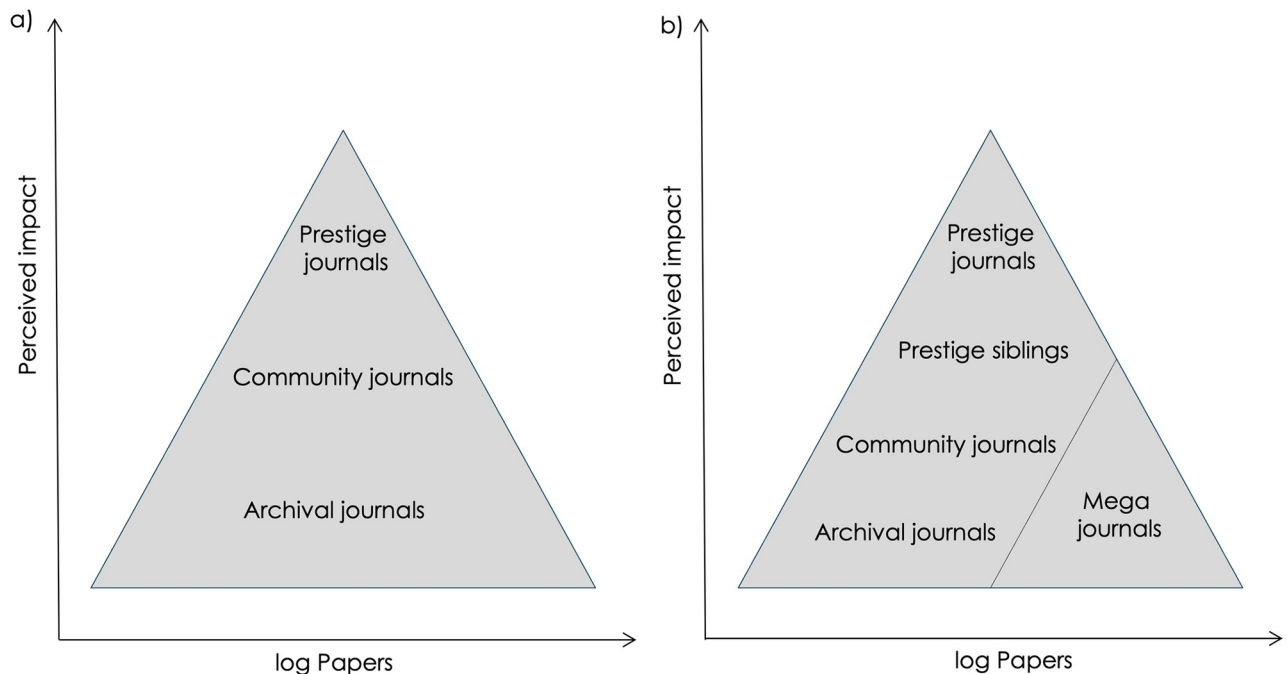 a)
Perceived impact
Prestige
journals
Community journals
Archival journals
log Papers
b)
Perceived impact
Prestige
journals
Prestige siblings
Community journals
Archival journals
Mega
journals
log Papers